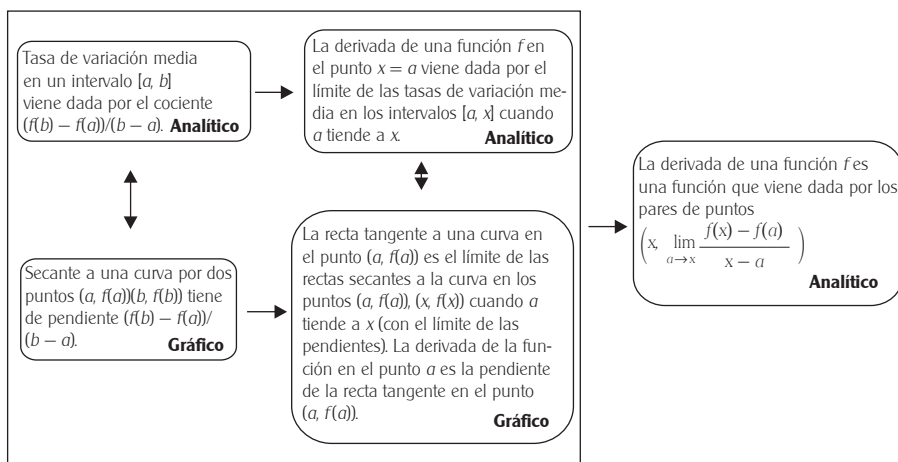 Tasa de variación media
en un intervalo [a, b]
viene dada por el cociente
(f(b) – f(a))/(b – a). Analítico
La derivada de una función f en
el punto x = a viene dada por el
límite de las tasas de variación me-
dia en los intervalos [a, x] cuando
a tiende a x.
Analítico
Secante a una curva por dos
puntos (a, f(a))(b, f(b)) tiene
de pendiente (f(b) – f(a))/
(b – a).
Gráfico
La recta tangente a una curva en
el punto (a, f(a)) es el límite de las
rectas secantes a la curva en los
puntos (a, f(a)), (x, f(x)) cuando a
tiende a x (con el límite de las
pendientes). La derivada de la fun-
ción en el punto a es la pendiente
de la recta tangente en el punto
(a, f(a)).
Gráfico
La derivada de una función f es
una función que viene dada por los
pares de puntos
(x, lim a→x f(x) – f(a) / x – a)
Analítico